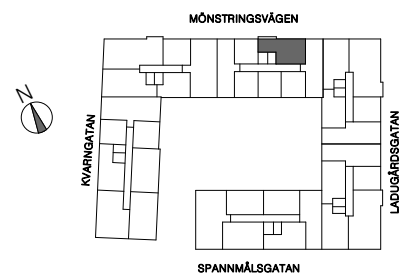 MÖNSTRINGSVÄGEN
N
KVARNGATAN
LADUGÅRDSGATAN
SPANNMÅLSGATAN